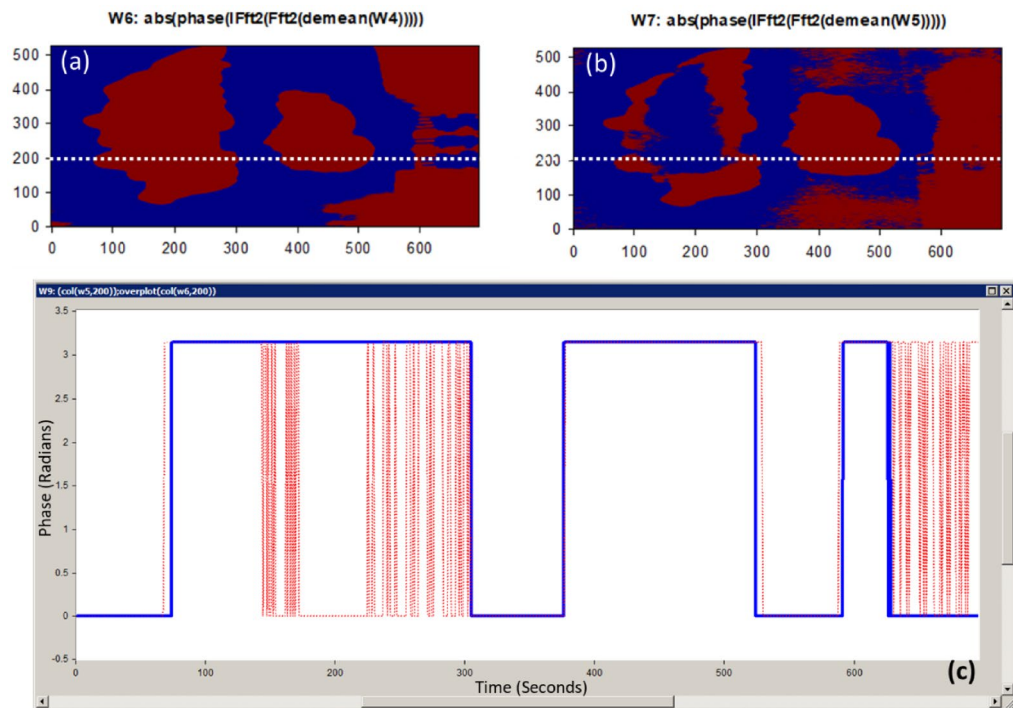 W6: abs(phase(IFft2(Fft2(demean(W4)))))
W7: abs(phase(IFft2(Fft2(demean(W5)))))
(a)
(b)
500
400
300
200
100
0
0 100 200 300 400 500 600
500
400
300
200
100
0
0 100 200 300 400 500 600
W9: (col(w5,200));overplot(col(w6,200))
3.5
3
2.5
2
1.5
1
0.5
0
-0.5
Phase (Radians)
0 100 200 300 400 500 600
Time (Seconds)
(c)